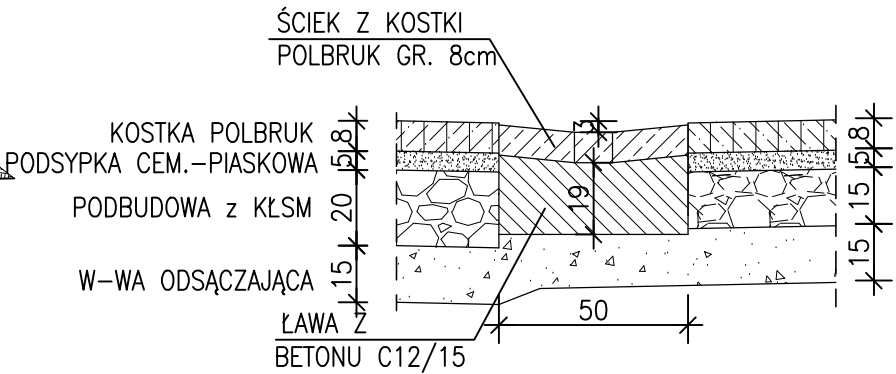 ŚCIEK Z KOSTKI
POLBRUK GR. 8cm
3
KOSTKA POLBRUK 8
8
PODSYPKA CEM.-PIASKOWA 5
5
PODBUDOWA z KŁSM 20
19
15
W-WA ODSĄCZAJĄCA 15
15
ŁAWA Z
BETONU C12/15
50